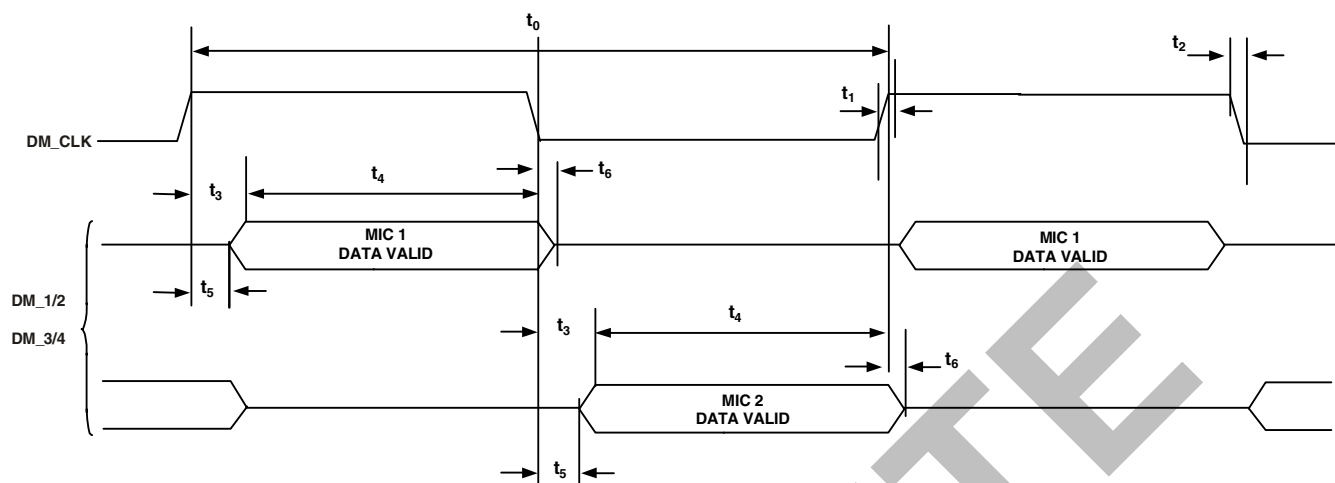 t0
t2
t1
DM_CLK
t3
t4
t6
MIC 1
DATA VALID
MIC 1
DATA VALID
t5
DM_1/2
DM_3/4
t3
t4
t6
MIC 2
DATA VALID
t5
TE